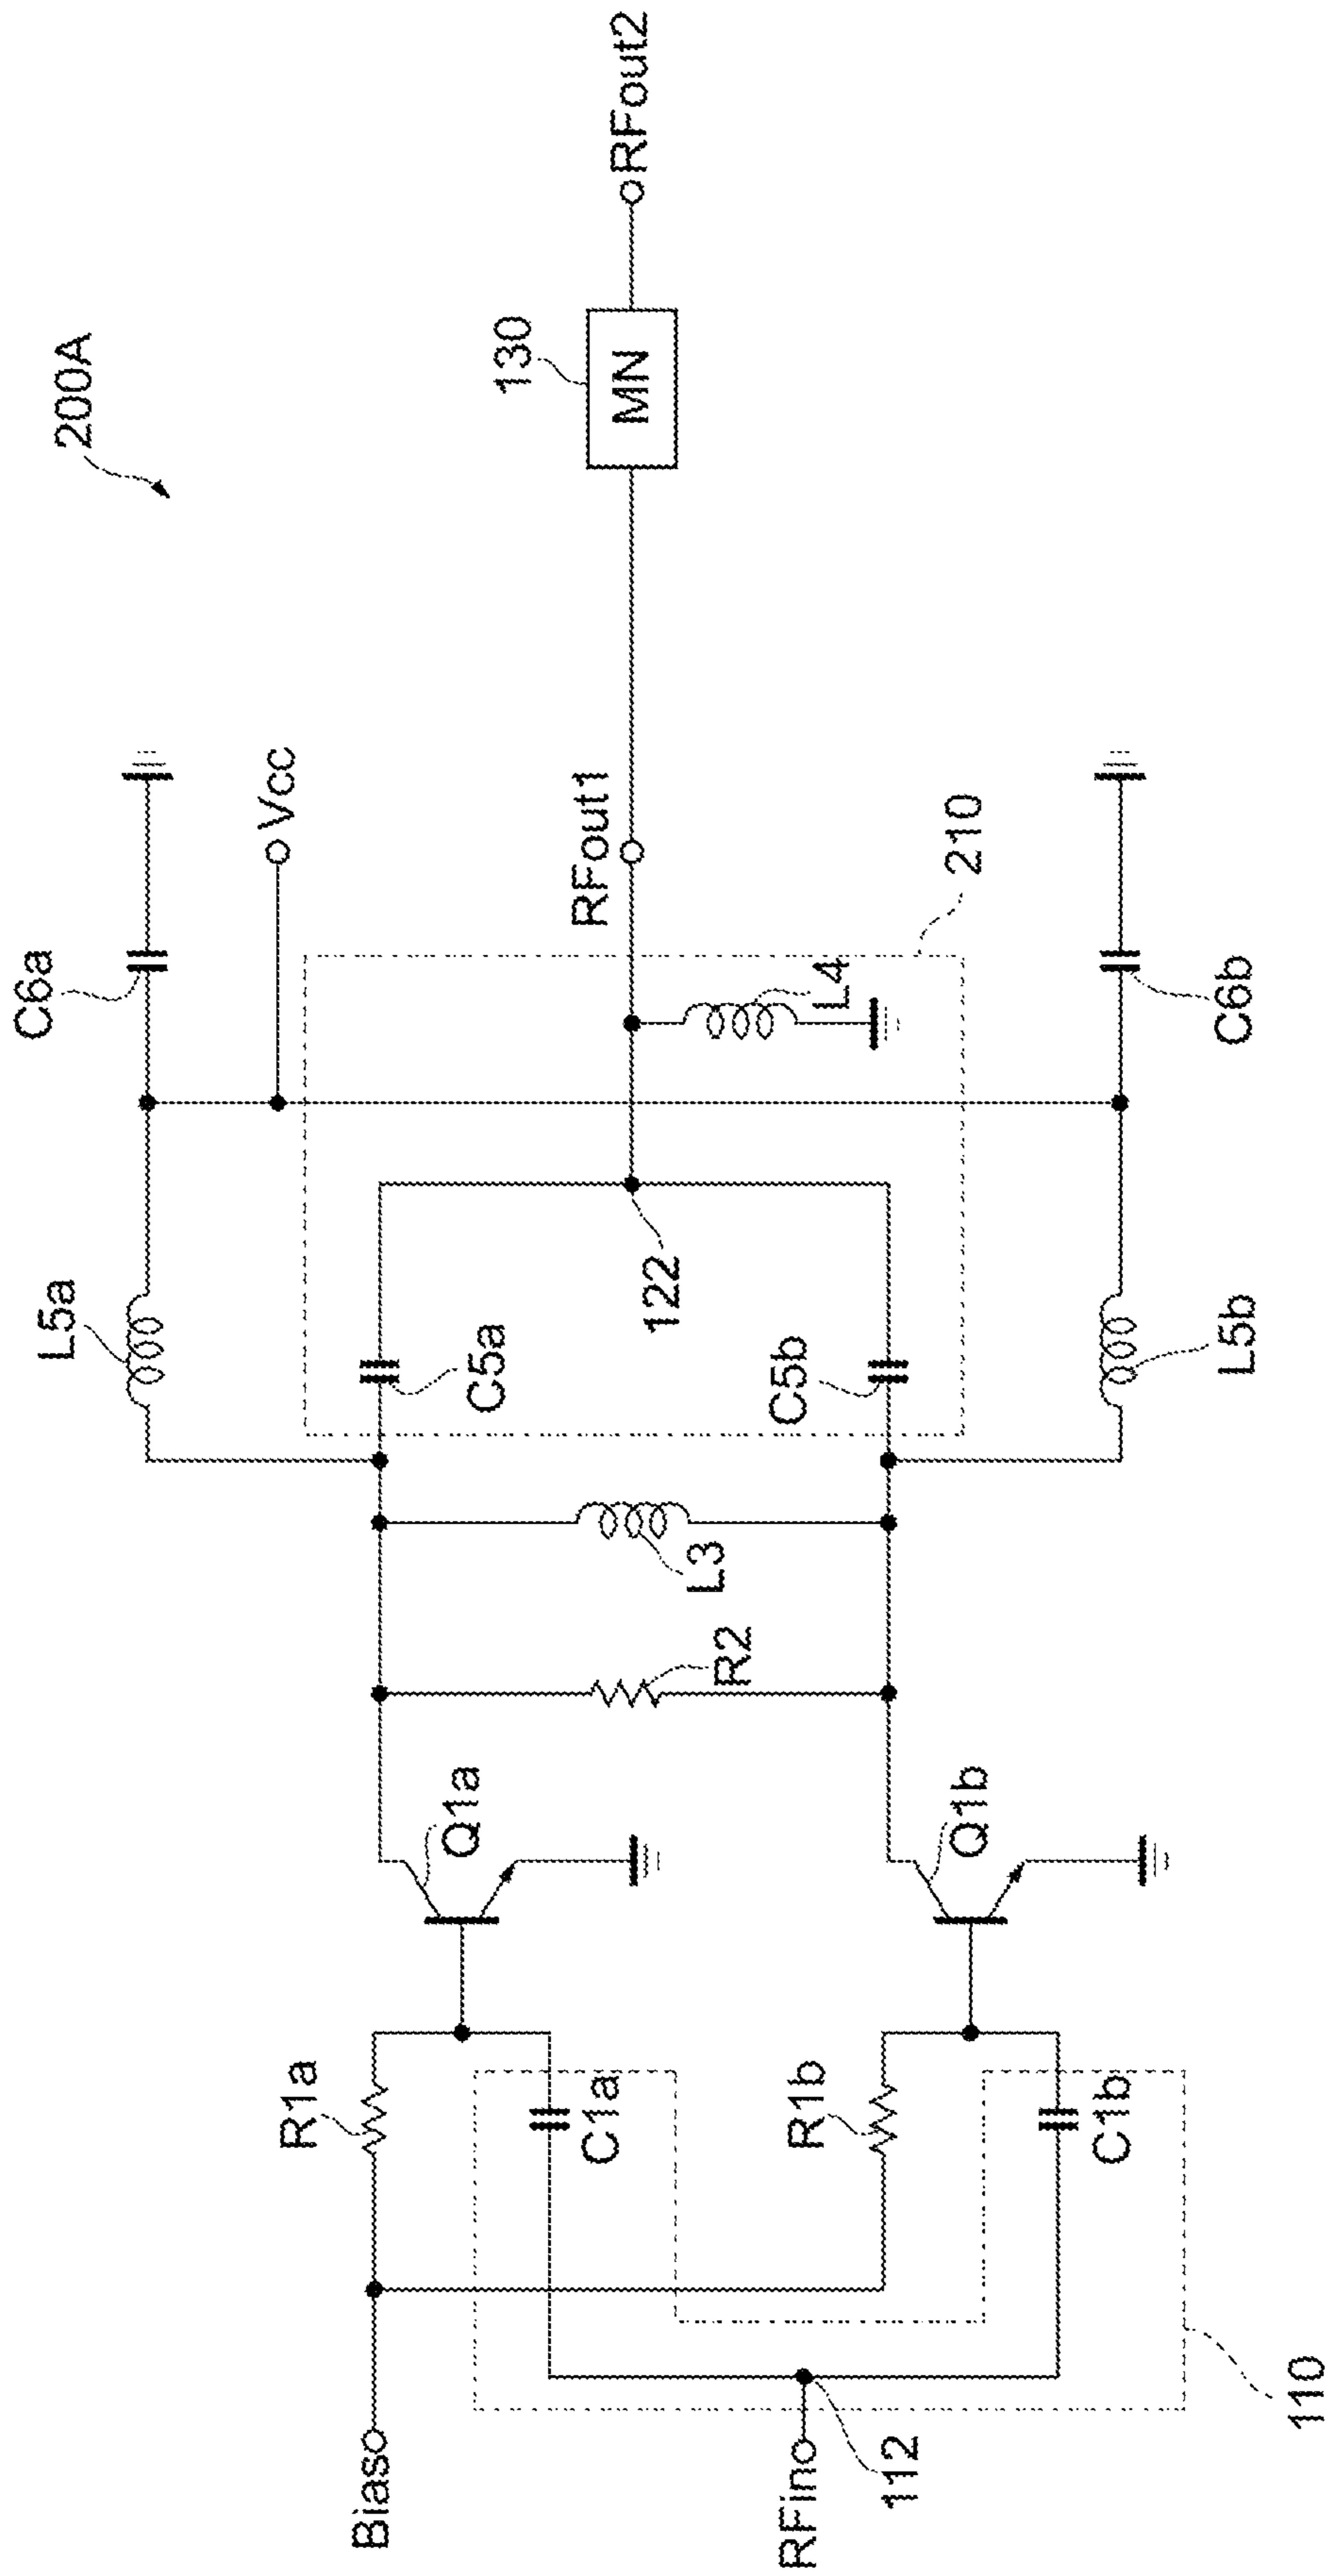 200A
C6a
L5a
Vcc
130
MN
RFout2
RFout1
210
L4
C5a
122
C5b
C6b
L5b
L3
R2
Q1a
Q1b
R1a
C1a
R1b
C1b
Bias
RFin
112
110